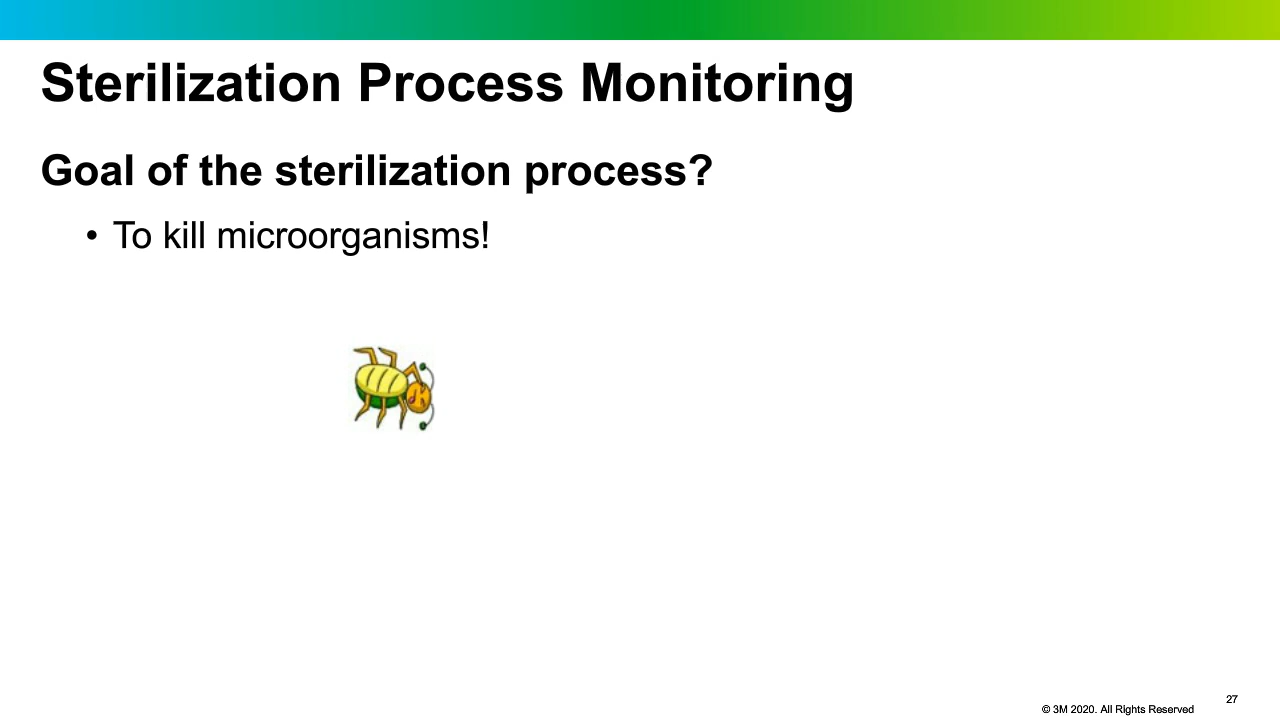 Sterilization Process Monitoring
Goal of the sterilization process?
• To kill microorganisms!
27
© 3M 2020. All Rights Reserved